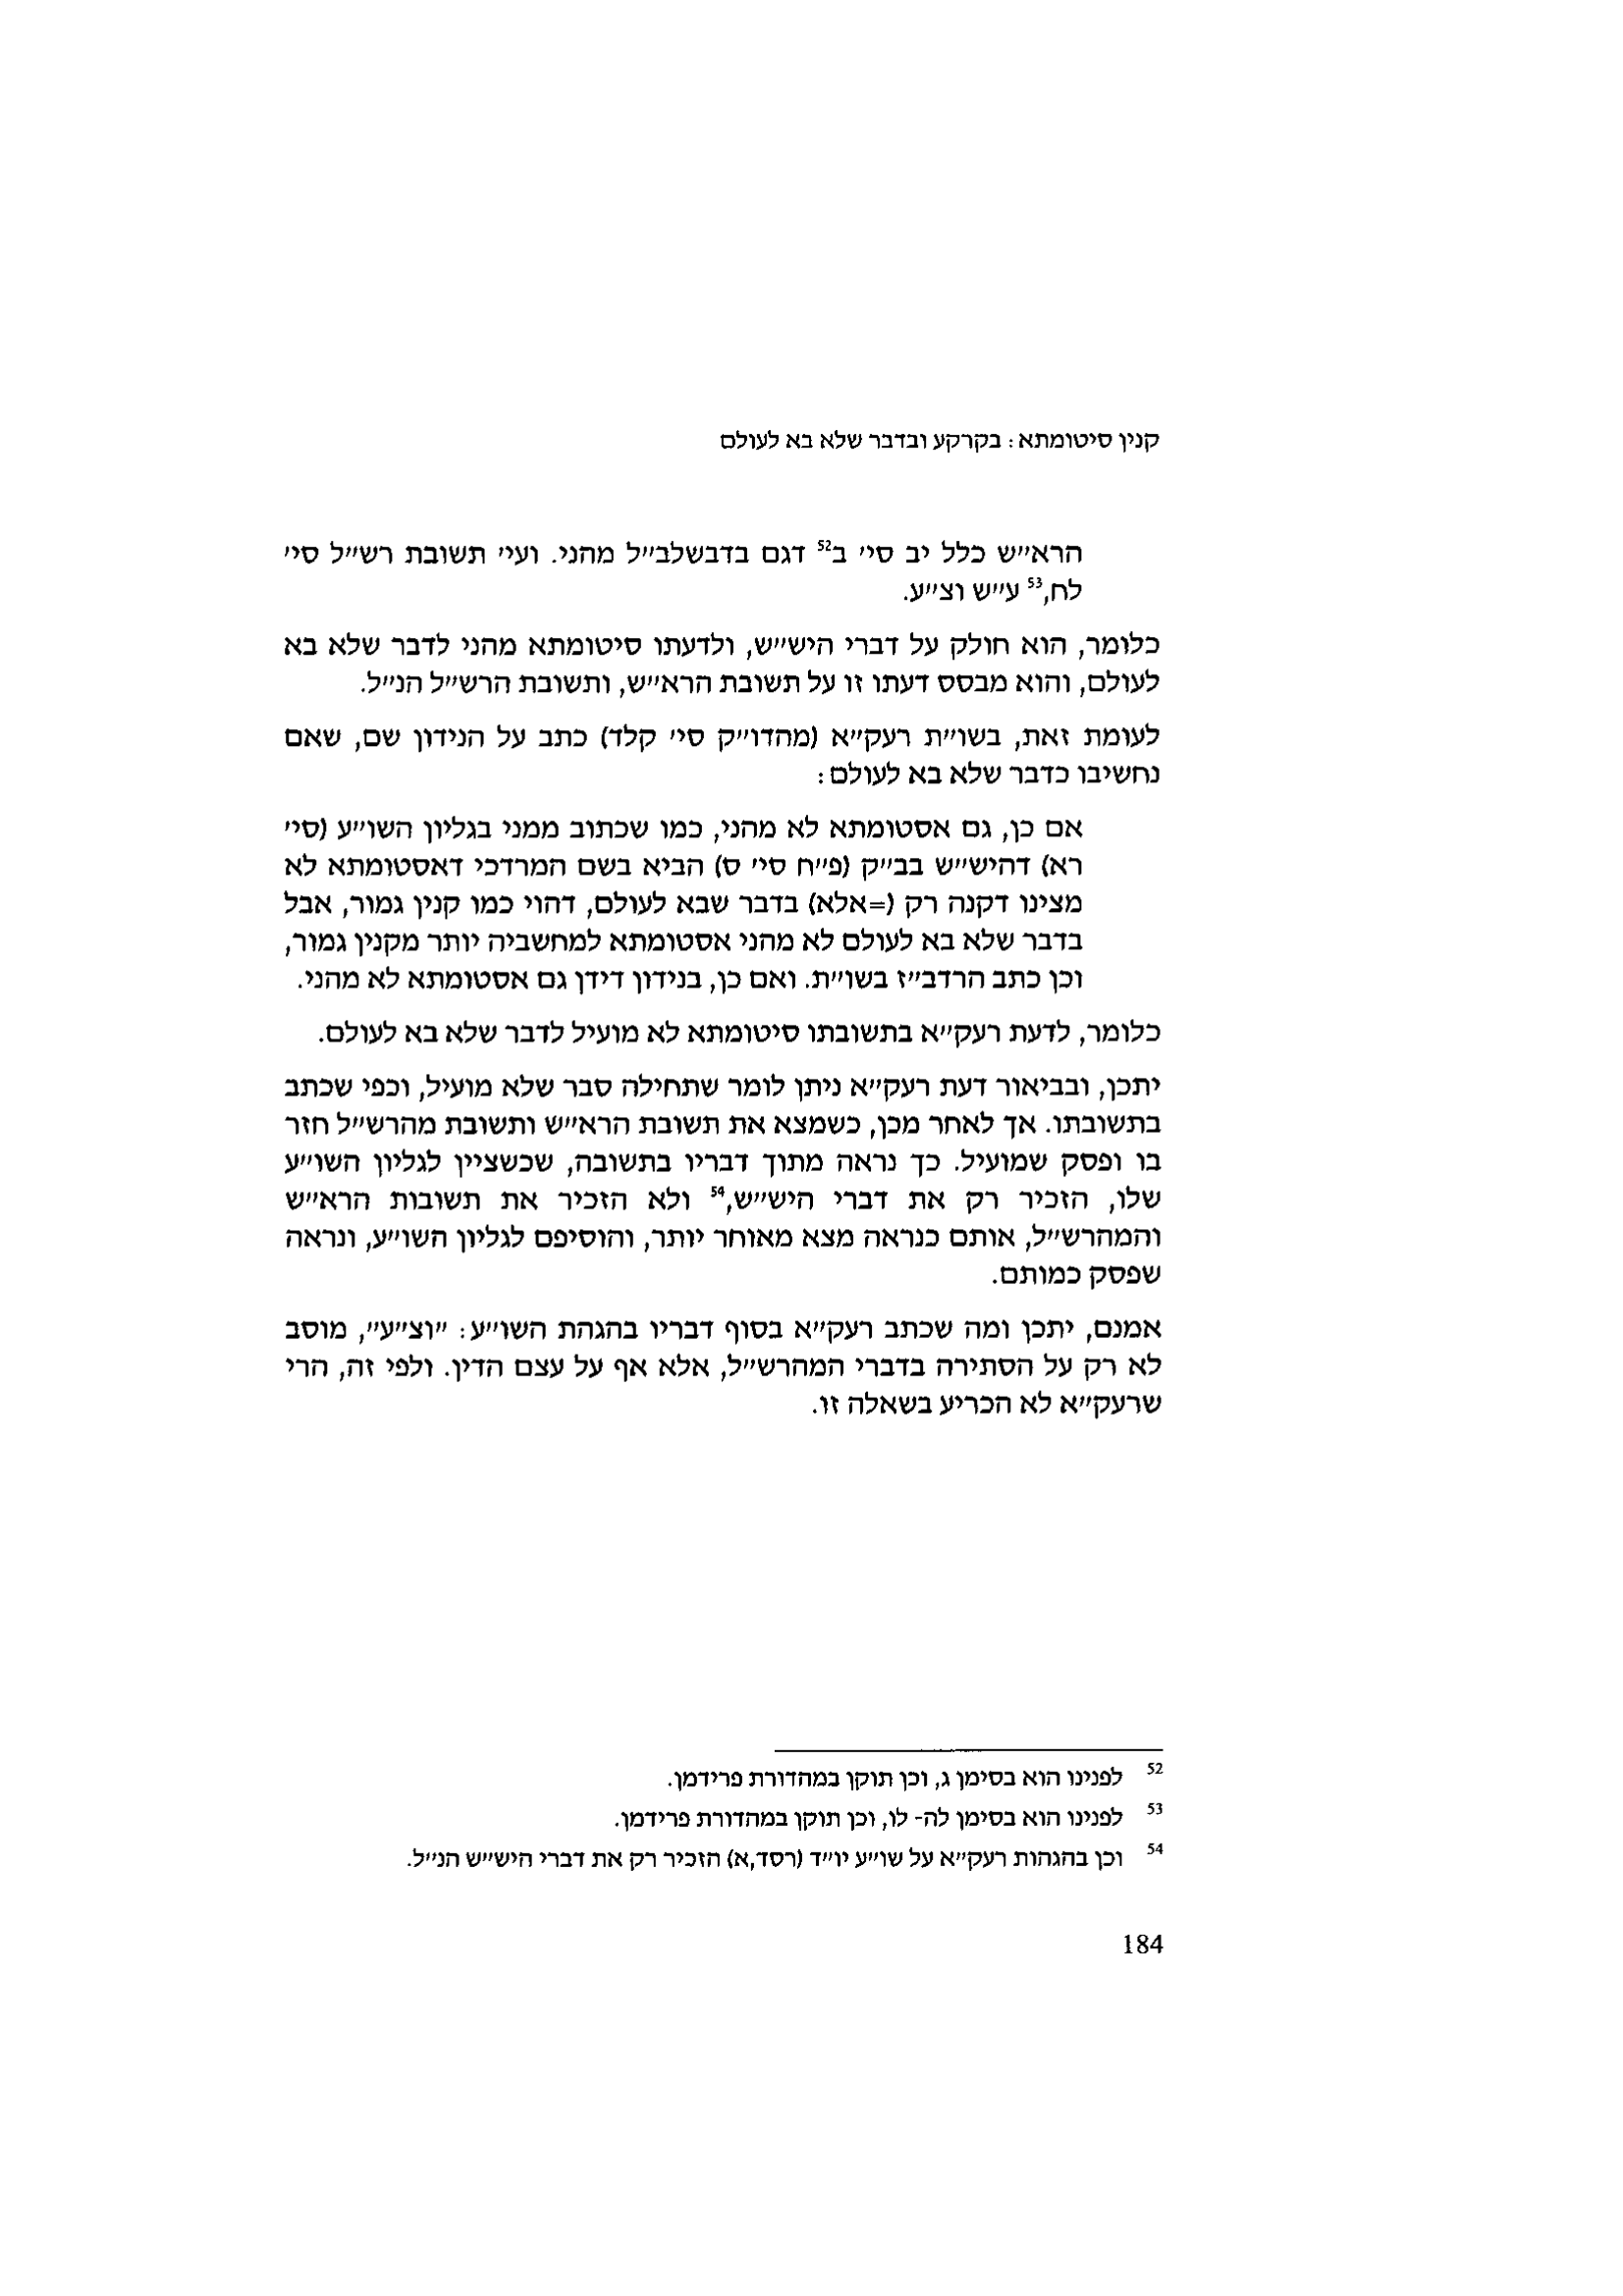 קנין סיטומתא: בקרקע ובדבר שלא בא לעולם
הרא״ש כלל יב סי׳ ב52 דגם בדבשלב״ל מהני. ועי׳ תשובת רש״ל סי׳
לח,53 ע״ש וצ״ע.
כלומר, הוא חולק על דברי היש״ש, ולדעתו סיטומתא מהני לדבר שלא בא
לעולם, והוא מבסס דעתו זו על תשובת הרא״ש, ותשובת הרש״ל הנ״ל.
לעומת זאת, בשו״ת רעק״א (מהדו״ק סי׳ קלד) כתב על הנידון שם, שאם
נחשיבו כדבר שלא בא לעולם:
אם כן, גם אסטומתא לא מהני, כמו שכתוב ממני בגליון השו״ע (סי׳
רא) דהיש״ש בב״ק (פ״ח סי׳ ס) הביא בשם המרדכי דאסטומתא לא
מצינו דקנה רק (=אלא) בדבר שבא לעולם, דהוי כמו קנין גמור, אבל
בדבר שלא בא לעולם לא מהני אסטומתא למחשביה יותר מקנין גמור,
וכן כתב הרדב״ז בשו״ת. ואם כן, בנידון דידן גם אסטומתא לא מהני.
כלומר, לדעת רעק״א בתשובתו סיטומתא לא מועיל לדבר שלא בא לעולם.
יתכן, ובביאור דעת רעק״א ניתן לומר שתחילה סבר שלא מועיל, וכפי שכתב
בתשובתו. אך לאחר מכן, כשמצא את תשובת הרא״ש ותשובת מהרש״ל חזר
בו ופסק שמועיל. כך נראה מתוך דבריו בתשובה, שכשציין לגליון השו״ע
שלו, הזכיר רק את דברי היש״ש,54 ולא הזכיר את תשובות הרא״ש
והמהרש״ל, אותם כנראה מצא מאוחר יותר, והוסיפם לגליון השו״ע, ונראה
שפסק כמותם.
אמנם, יתכן ומה שכתב רעק״א בסוף דבריו בהגהת השו״ע: ״וצ״ע״, מוסב
לא רק על הסתירה בדברי המהרש״ל, אלא אף על עצם הדין. ולפי זה, הרי
שרעק״א לא הכריע בשאלה זו.
52 לפנינו הוא בסימן ג, וכן תוקן במהדורת פרידמן.
53 לפנינו הוא בסימן לה- לו, וכן תוקן במהדורת פרידמן.
54 וכן בהגהות רעק״א על שו״ע יו״ד (רסד,א) הזכיר רק את דברי היש״ש הנ״ל.
184